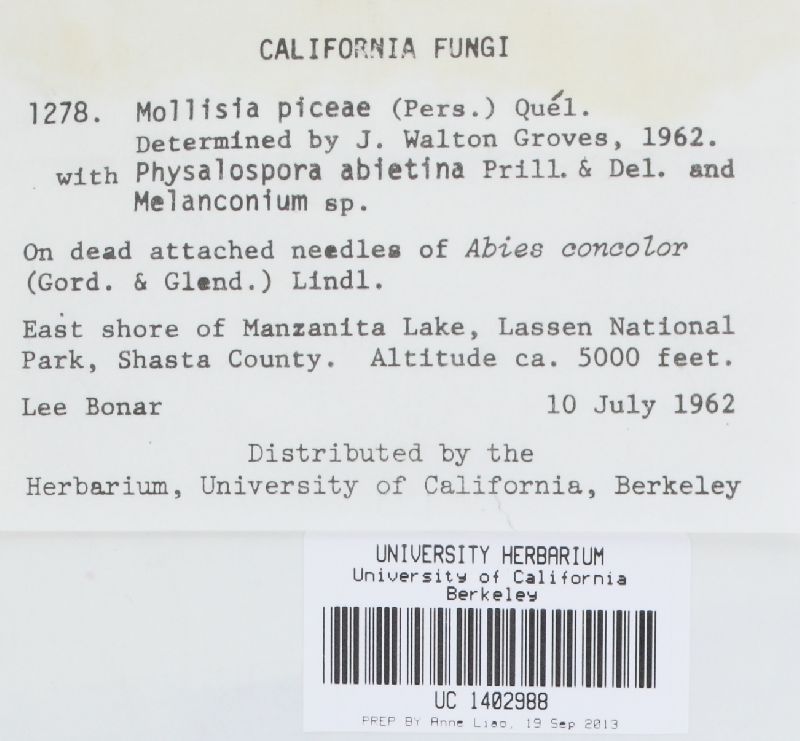 CALIFORNIA FUNGI
1278. Mollisia piceae (Pers.) Quél.
Determined by J. Walton Groves, 1962.
with Physalospora abietina Prill. & Del. and
Melanconium sp.
On dead attached needles of Abies concolor
(Gord. & Glend.) Lindl.
East shore of Manzanita Lake, Lassen National
Park, Shasta County. Altitude ca. 5000 feet.
Lee Bonar 10 July 1962
Distributed by the
Herbarium, University of California, Berkeley
UNIVERSITY HERBARIUM
University of California
Berkeley
UC 1402988
PREP BY Anne Liao, 19 Sep 2013